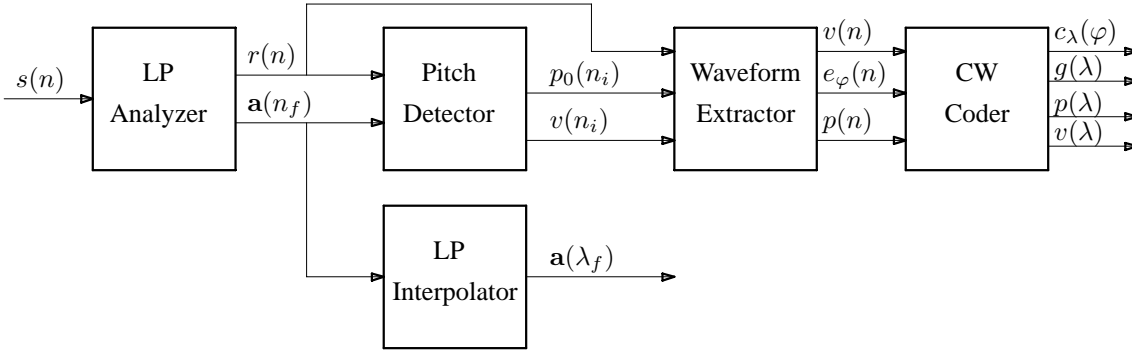 s(n)
LP
Analyzer
r(n)
a(n_f)
Pitch
Detector
p_0(n_i)
v(n_i)
Waveform
Extractor
v(n)
e_φ(n)
p(n)
CW
Coder
c_λ(φ)
g(λ)
p(λ)
v(λ)
LP
Interpolator
a(λ_f)